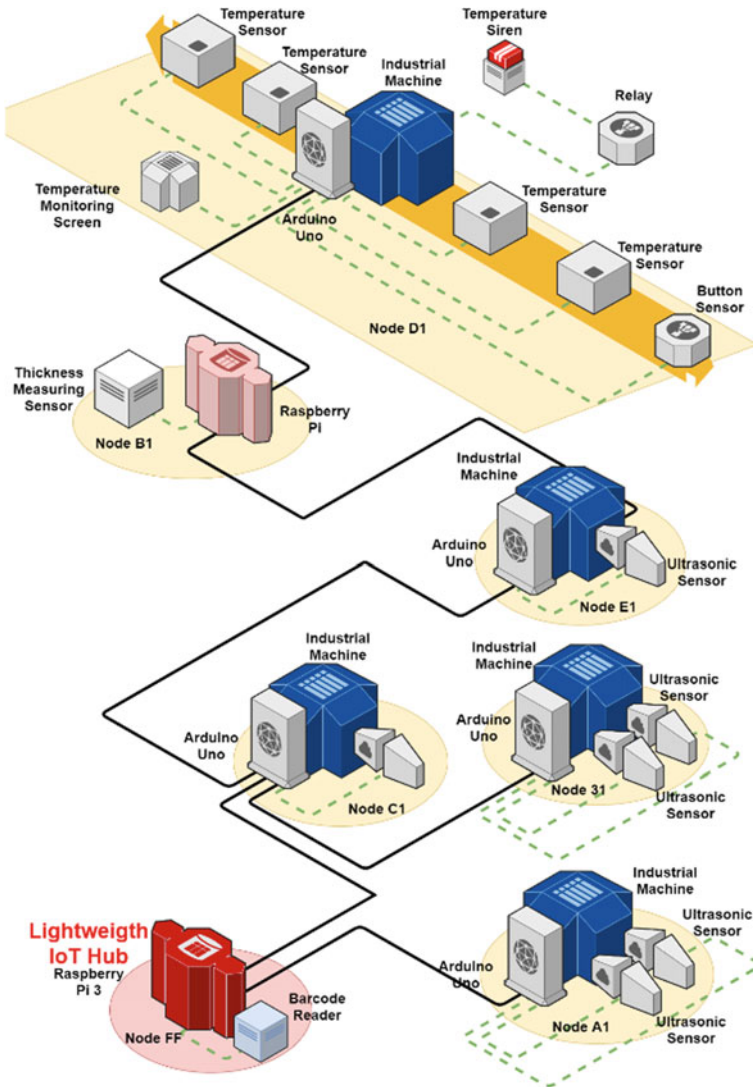 Temperature
Sensor
Temperature
Sensor
Industrial
Machine
Temperature
Siren
Relay
Temperature
Monitoring
Screen
Arduino
Uno
Temperature
Sensor
Temperature
Sensor
Button
Sensor
Node D1
Thickness
Measuring
Sensor
Node B1
Raspberry
Pi
Industrial
Machine
Arduino
Uno
Ultrasonic
Sensor
Node E1
Industrial
Machine
Arduino
Uno
Node C1
Industrial
Machine
Ultrasonic
Sensor
Arduino
Uno
Node 31
Ultrasonic
Sensor
Lightweigth
IoT Hub
Raspberry
Pi 3
Barcode
Reader
Node FF
Industrial
Machine
Ultrasonic
Sensor
Arduino
Uno
Node A1
Ultrasonic
Sensor